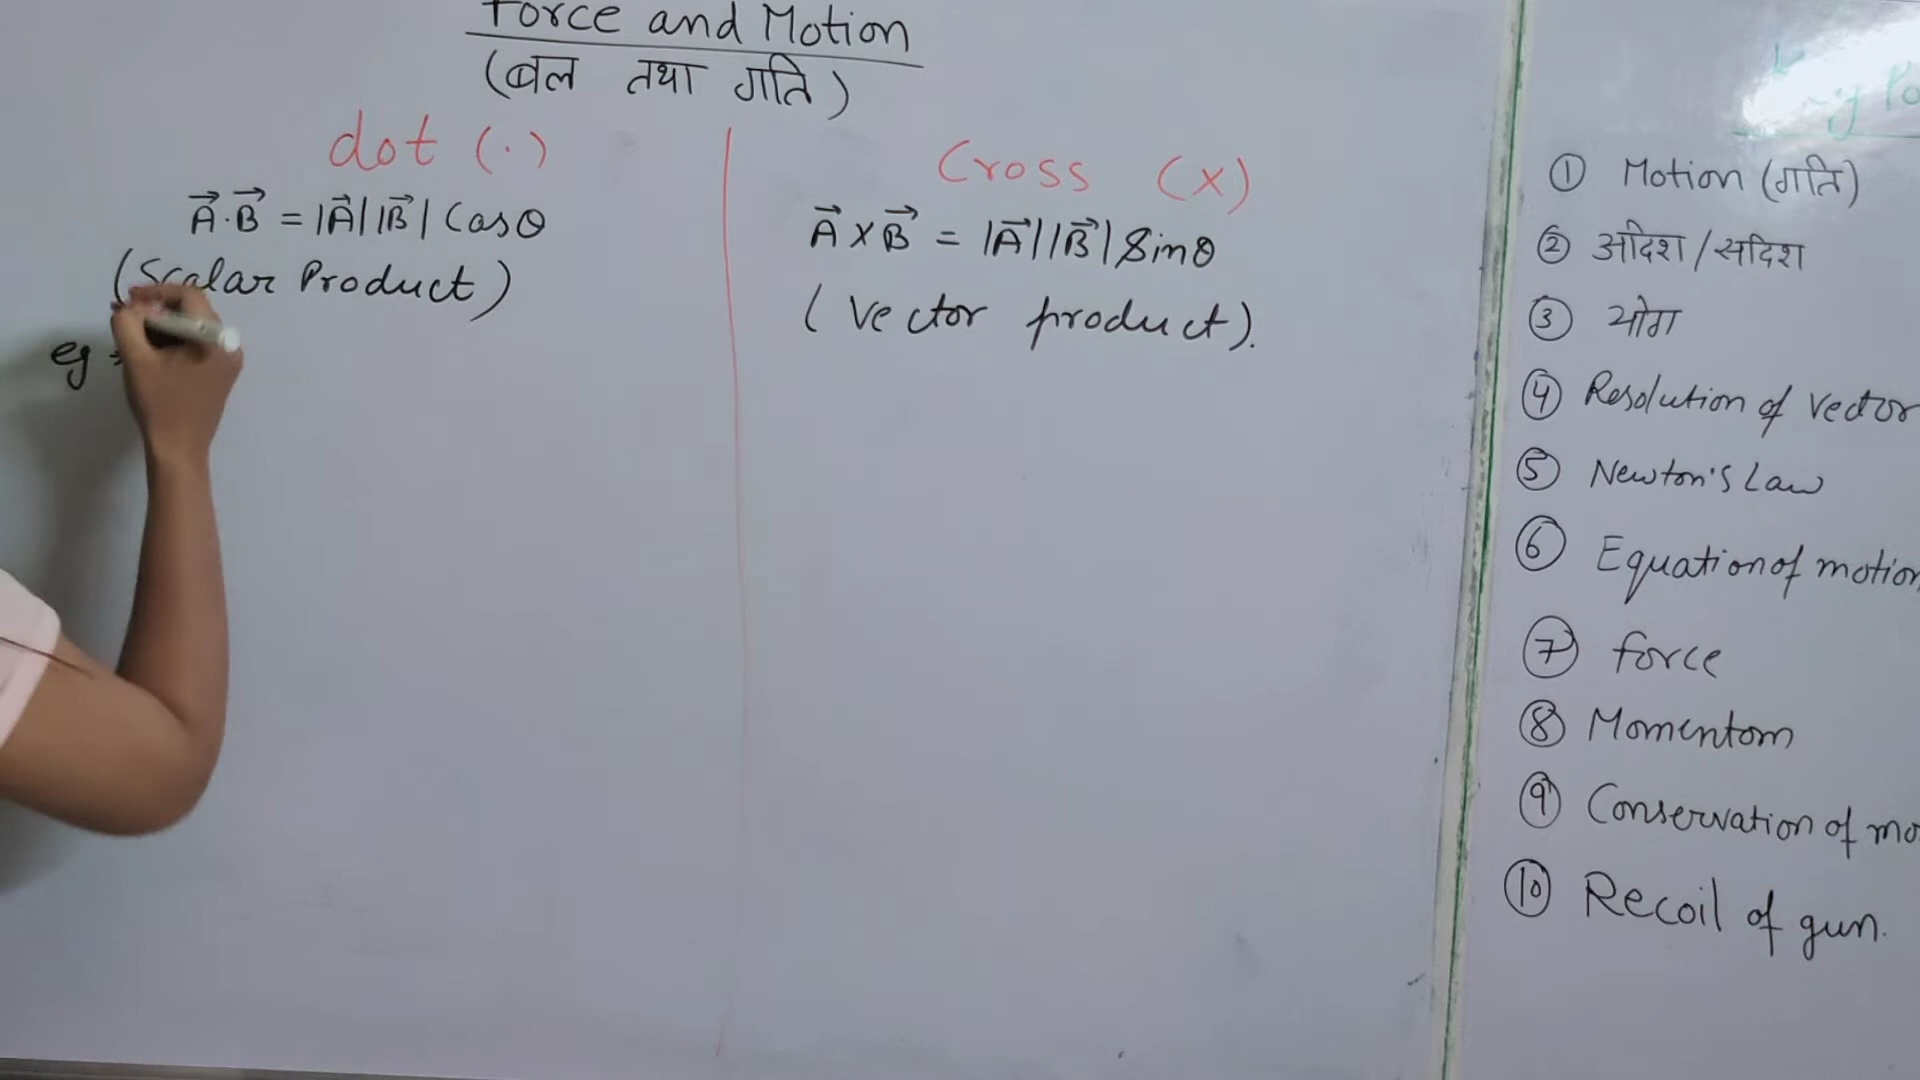 Force and Motion
(बल तथा गति)
dot (.)
A⃗.B⃗ = |A⃗| |B⃗| Cosθ
(Scalar Product)
eg
Cross (x)
A⃗ x B⃗ = |A⃗| |B⃗| Sinθ
(Vector product).
① Motion (गति)
② अदिश/सदिश
③ योग
④ Resolution of Vector
⑤ Newton's Law
⑥ Equation of motion
⑦ force
⑧ Momentom
⑨ Conservation of mo
⑩ Recoil of gun.